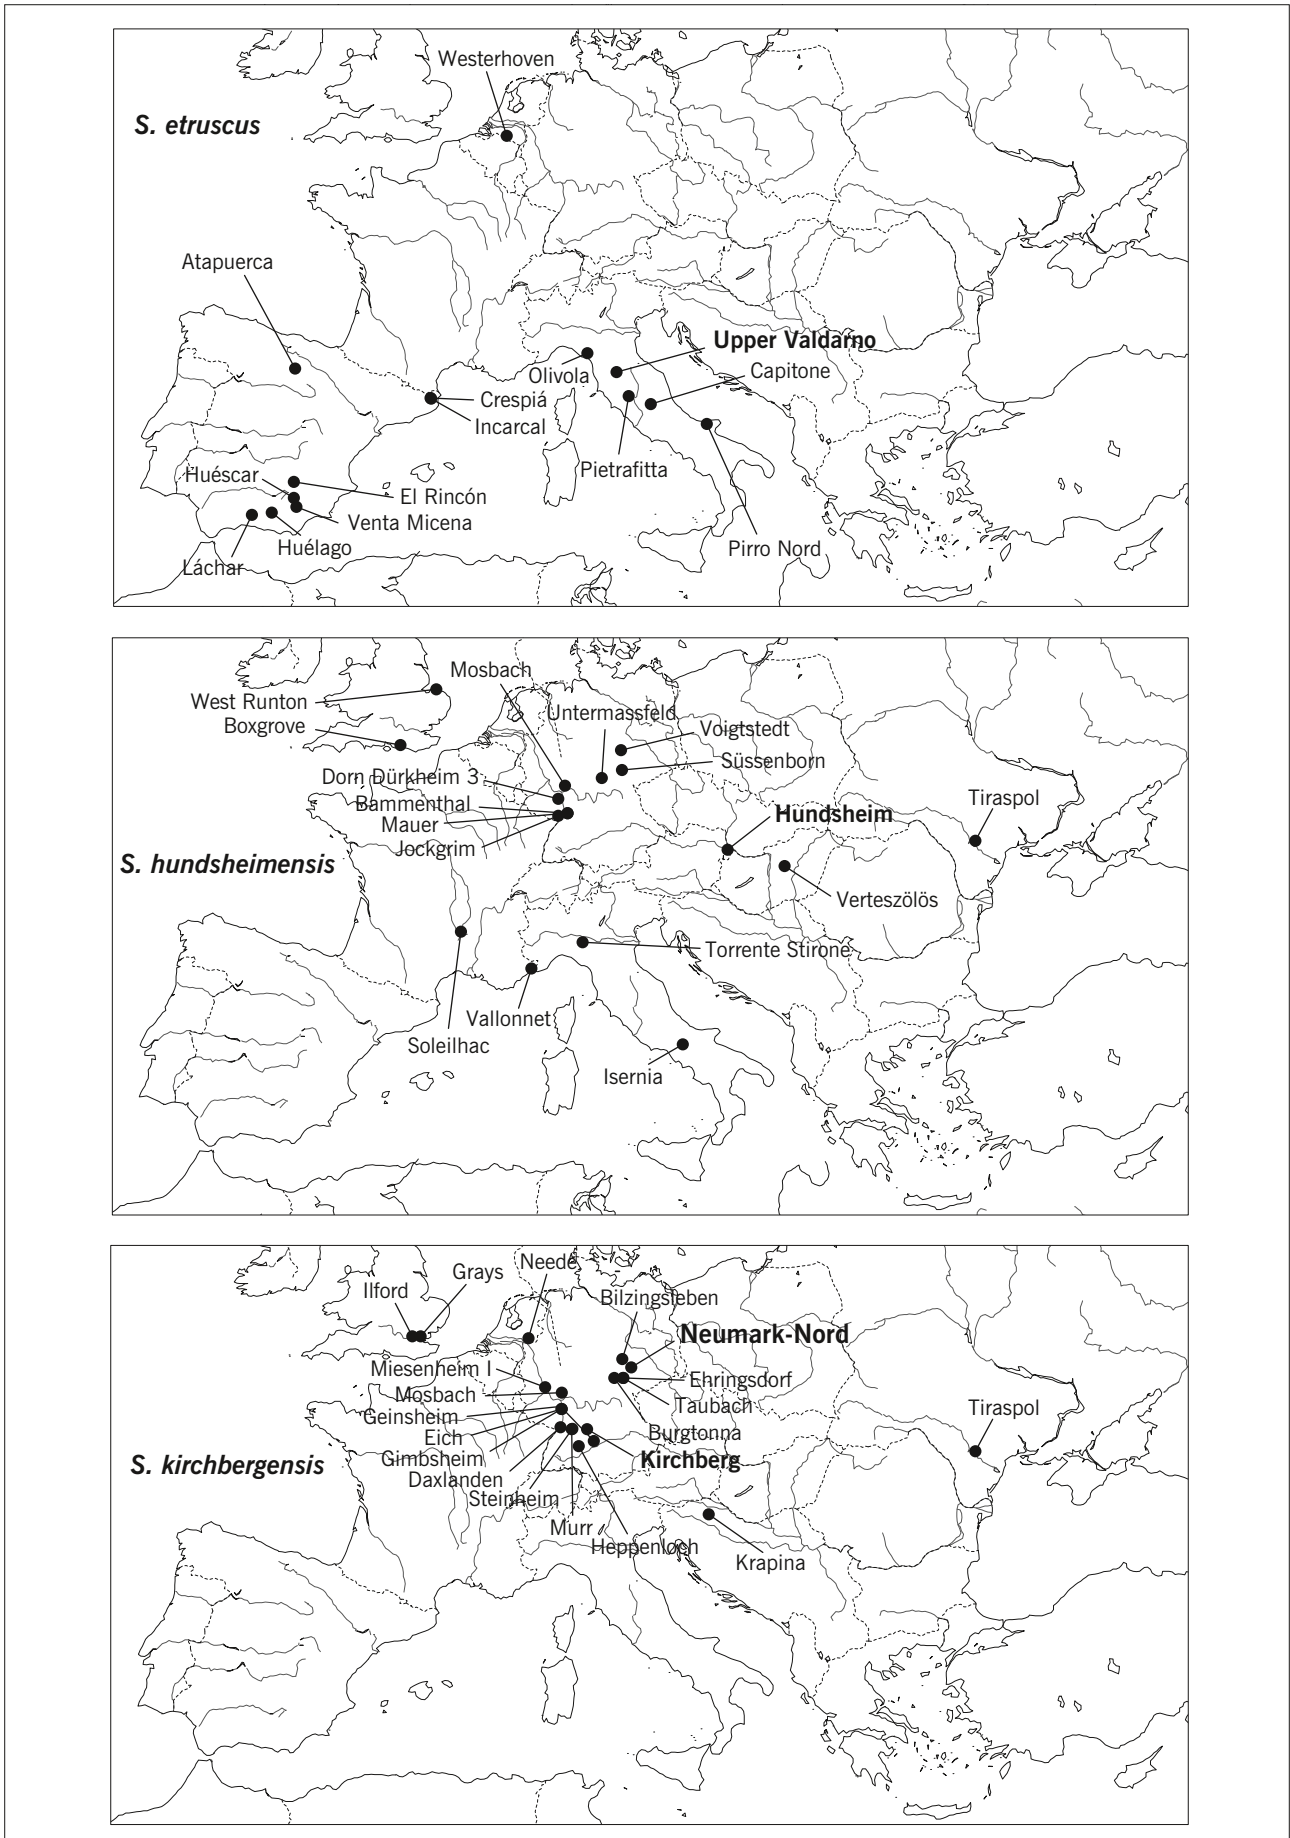 Westerhoven
S. etruscus
Atapuerca
Upper Valdarno
Olivola
Capitone
Crespiá
Incarcal
Pietrafitta
Huéscar
El Rincón
Venta Micena
Huélago
Pirro Nord
Láchar
Mosbach
West Runton
Untermassfeld
Boxgrove
Voigtstedt
Süssenborn
Dorn Dürkheim 3
Bammenthal
Tiraspol
Mauer
Hundsheim
Jockgrim
S. hundsheimensis
Verteszölös
Torrente Stirone
Vallonnet
Soleilhac
Isernia
Neede
Grays
Ilford
Bilzingsleben
Neumark-Nord
Miesenheim I
Ehringsdorf
Mosbach
Taubach
Tiraspol
Geinsheim
Burgtonna
Eich
Gimbsheim
Kirchberg
S. kirchbergensis
Daxlanden
Steinheim
Murr
Heppenloch
Krapina